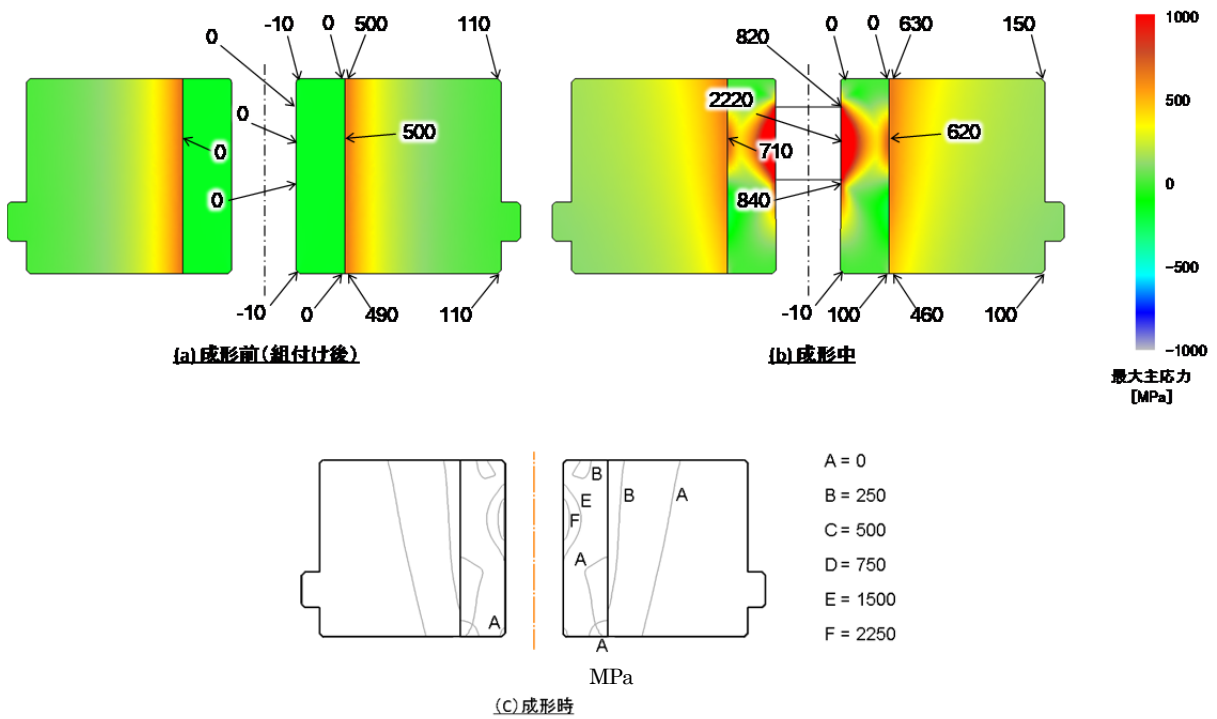 -10 0 500 110
0
0
0
500
0
0
-10 0 490 110
(a) 成形前(組付け後)
0 0 630 150
820
2220
620
710
840
-10 100 460 100
(b) 成形中
1000
500
0
-500
-1000
最大主応力
[MPa]
B
E
B
A
F
A
A
A
A = 0
B = 250
C = 500
D = 750
E = 1500
F = 2250
MPa
(C)成形時